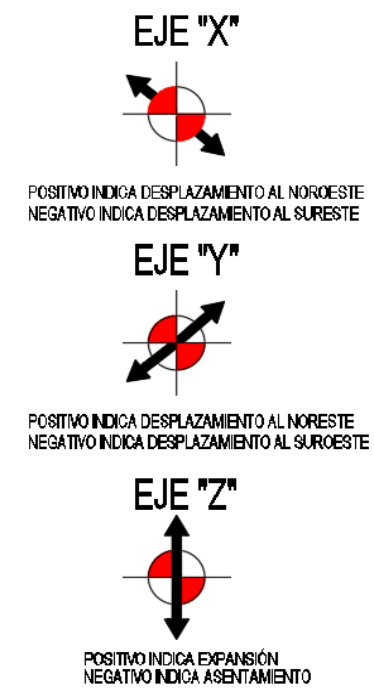 EJE "X"
POSITIVO INDICA DESPLAZAMIENTO AL NOROESTE
NEGATIVO INDICA DESPLAZAMIENTO AL SURESTE
EJE "Y"
POSITIVO INDICA DESPLAZAMIENTO AL NORESTE
NEGATIVO INDICA DESPLAZAMIENTO AL SUROESTE
EJE "Z"
POSITIVO INDICA EXPANSIÓN
NEGATIVO INDICA ASENTAMIENTO